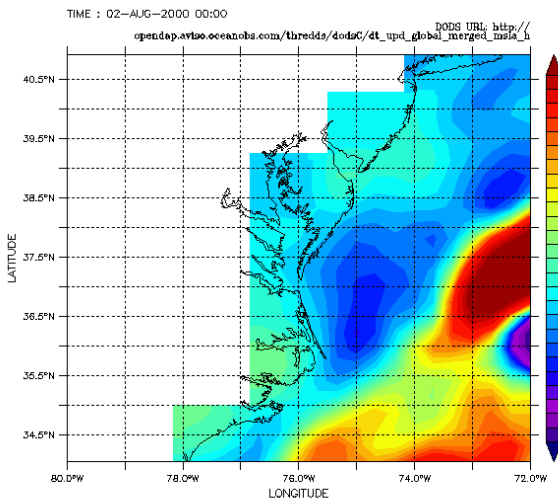 TIME : 02-AUG-2000 00:00
DODS URL: http://
opendap.aviso.oceanobs.com/thredds/dodsC/dt_upd_global_merged_msla_h
40.5°N
39.5°N
38.5°N
37.5°N
36.5°N
35.5°N
34.5°N
LATITUDE
80.0°W 78.0°W 76.0°W 74.0°W 72.0°W
LONGITUDE